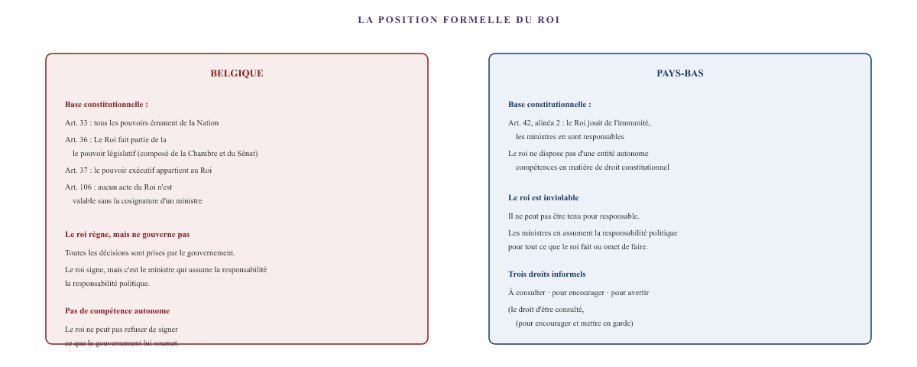 LA POSITION FORMELLE DU ROI
BELGIQUE
Base constitutionnelle :
Art. 33 : tous les pouvoirs émanent de la Nation
Art. 36 : Le Roi fait partie de la
le pouvoir législatif (composé de la Chambre et du Sénat)
Art. 37 : le pouvoir exécutif appartient au Roi
Art. 106 : aucun acte du Roi n'est
valable sans la cosignature d'un ministre
Le roi règne, mais ne gouverne pas
Toutes les décisions sont prises par le gouvernement.
Le roi signe, mais c'est le ministre qui assume la responsabilité
la responsabilité politique.
Pas de compétence autonome
Le roi ne peut pas refuser de signer
ce que le gouvernement lui soumet.
PAYS-BAS
Base constitutionnelle :
Art. 42, alinéa 2 : le Roi jouit de l'immunité,
les ministres en sont responsables
Le roi ne dispose pas d'une entité autonome
compétences en matière de droit constitutionnel
Le roi est inviolable
Il ne peut pas être tenu pour responsable.
Les ministres en assument la responsabilité politique
pour tout ce que le roi fait ou omet de faire.
Trois droits informels
À consulter · pour encourager · pour avertir
(le droit d'être consulté,
(pour encourager et mettre en garde)